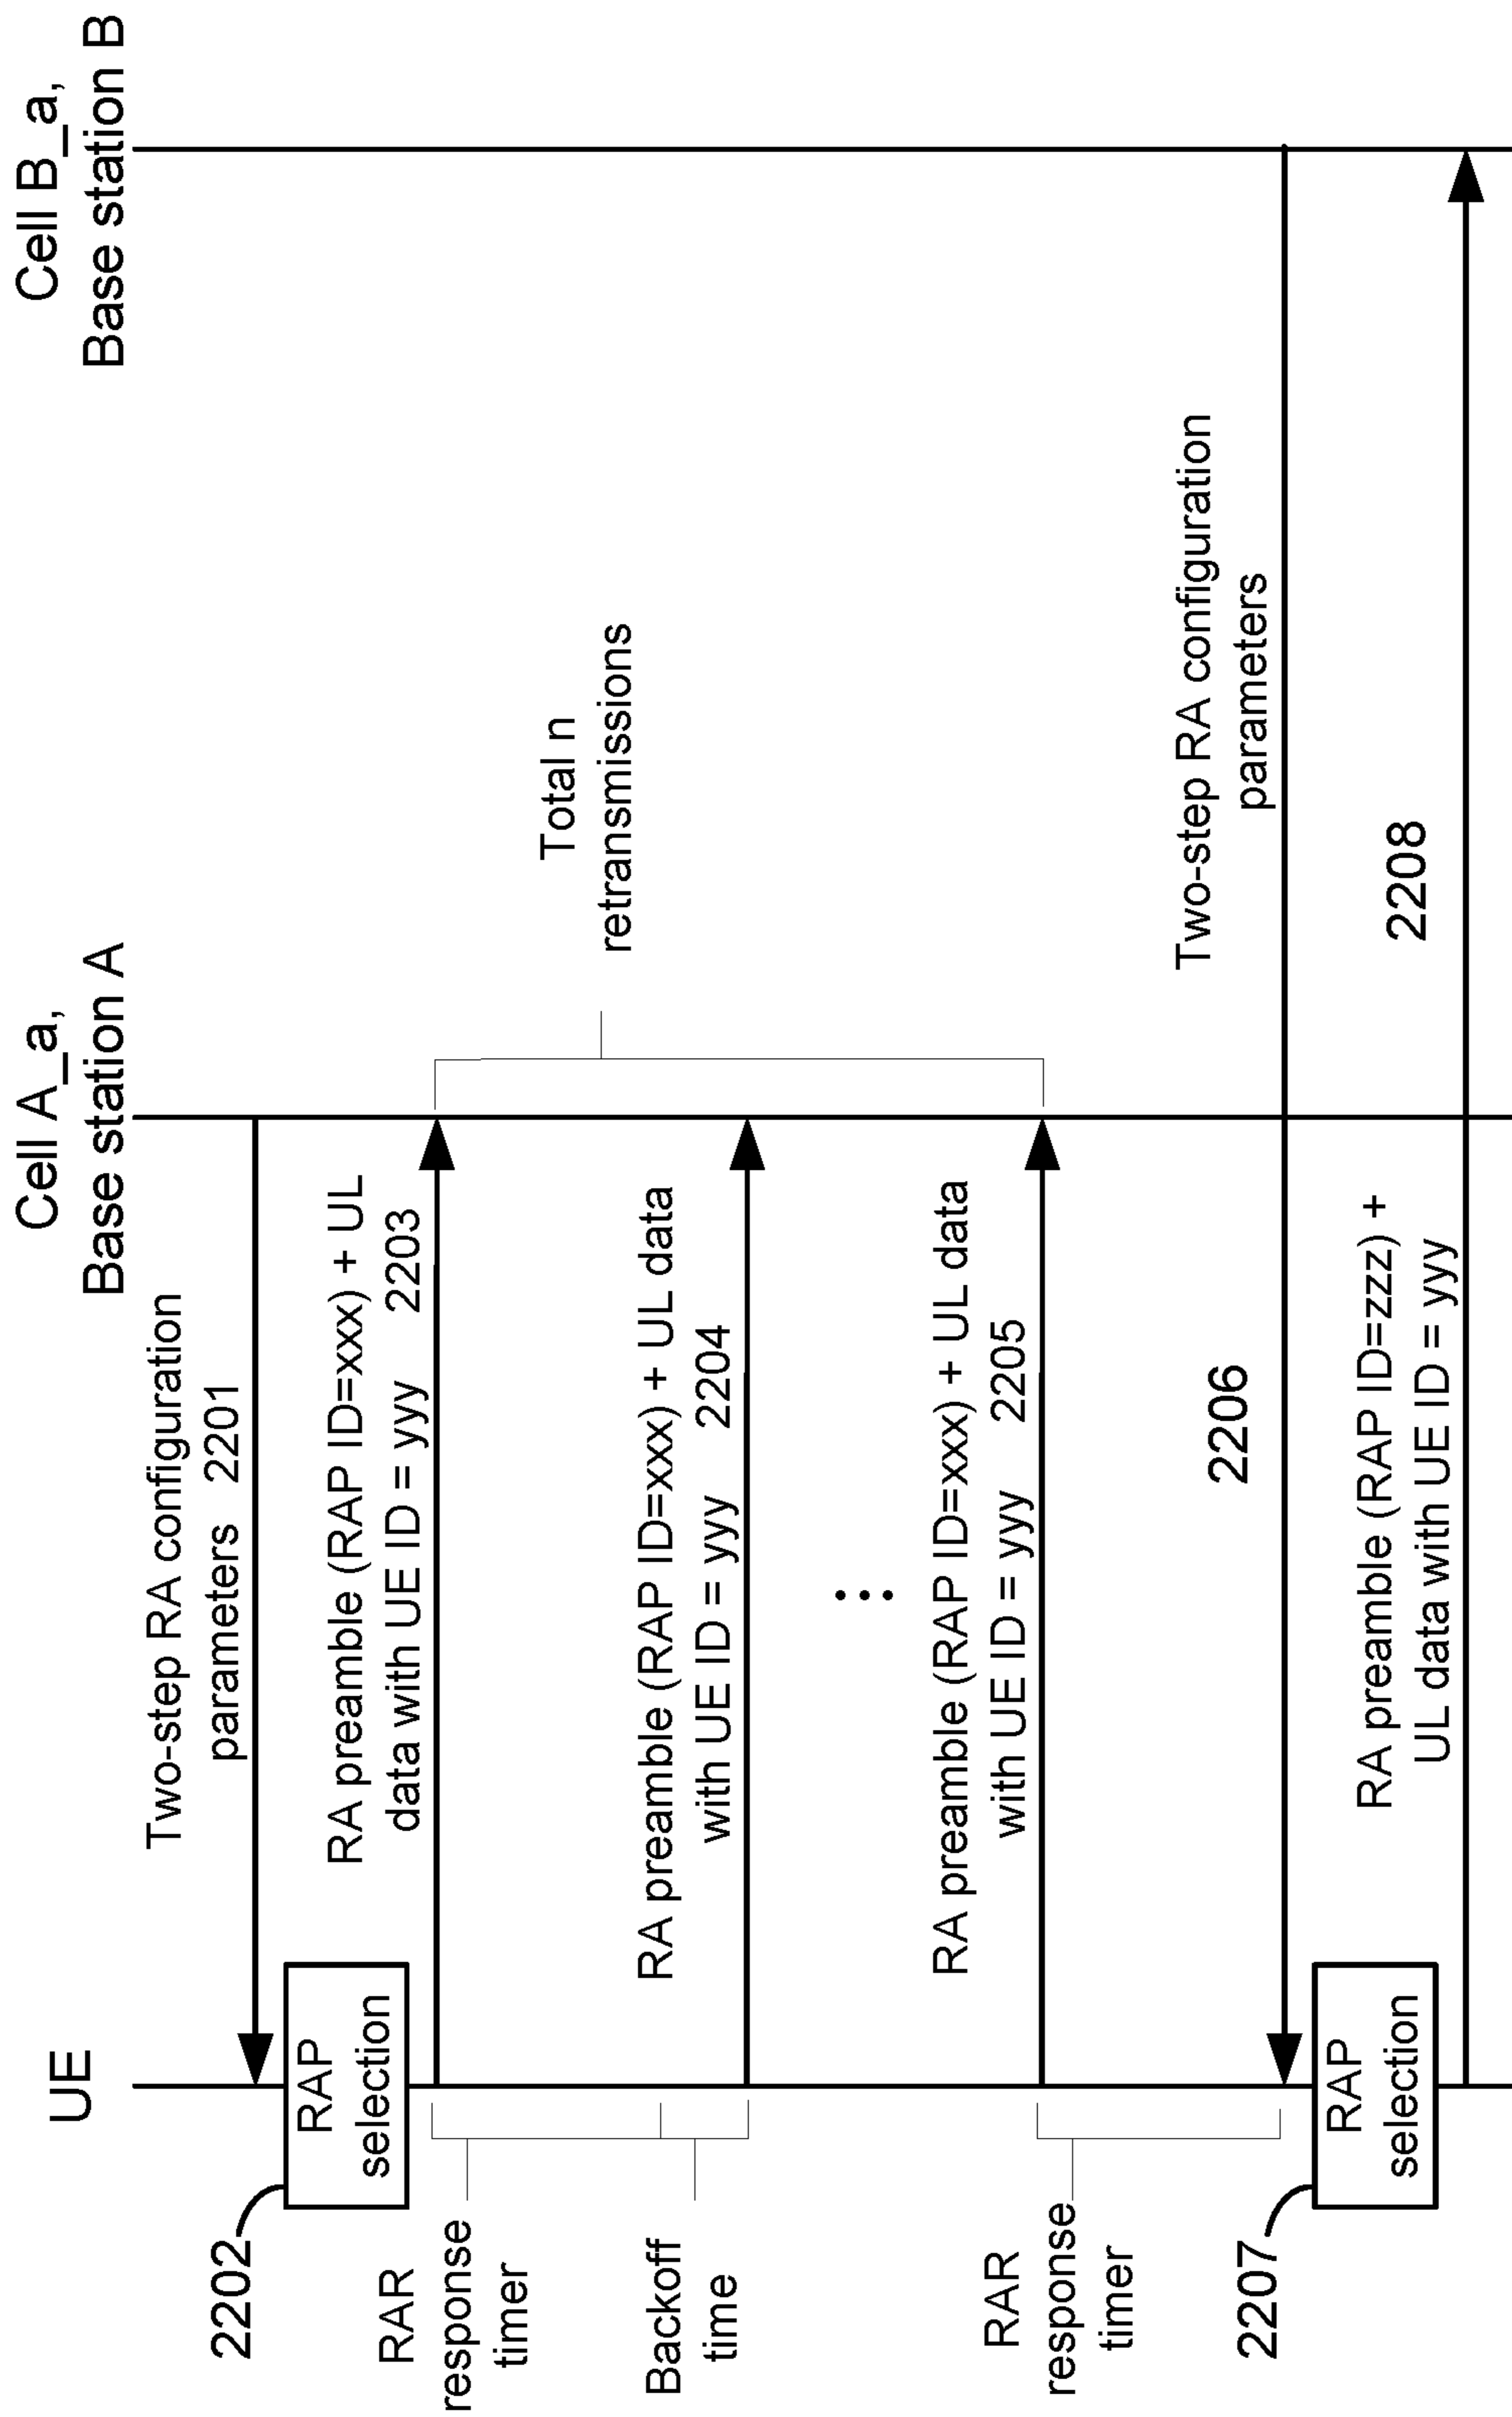 UE
Cell A_a,
Base station A
Cell B_a,
Base station B
Two-step RA configuration
parameters 2201
2202
RAP
selection
RA preamble (RAP ID=xxx) + UL
data with UE ID = yyy 2203
RAR
response
timer
Total n
retransmissions
Backoff
time
RA preamble (RAP ID=xxx) + UL data
with UE ID = yyy 2204
RA preamble (RAP ID=xxx) + UL data
with UE ID = yyy 2205
RAR
response
timer
Two-step RA configuration
parameters
2206
2207
RAP
selection
RA preamble (RAP ID=zzz) +
UL data with UE ID = yyy
2208